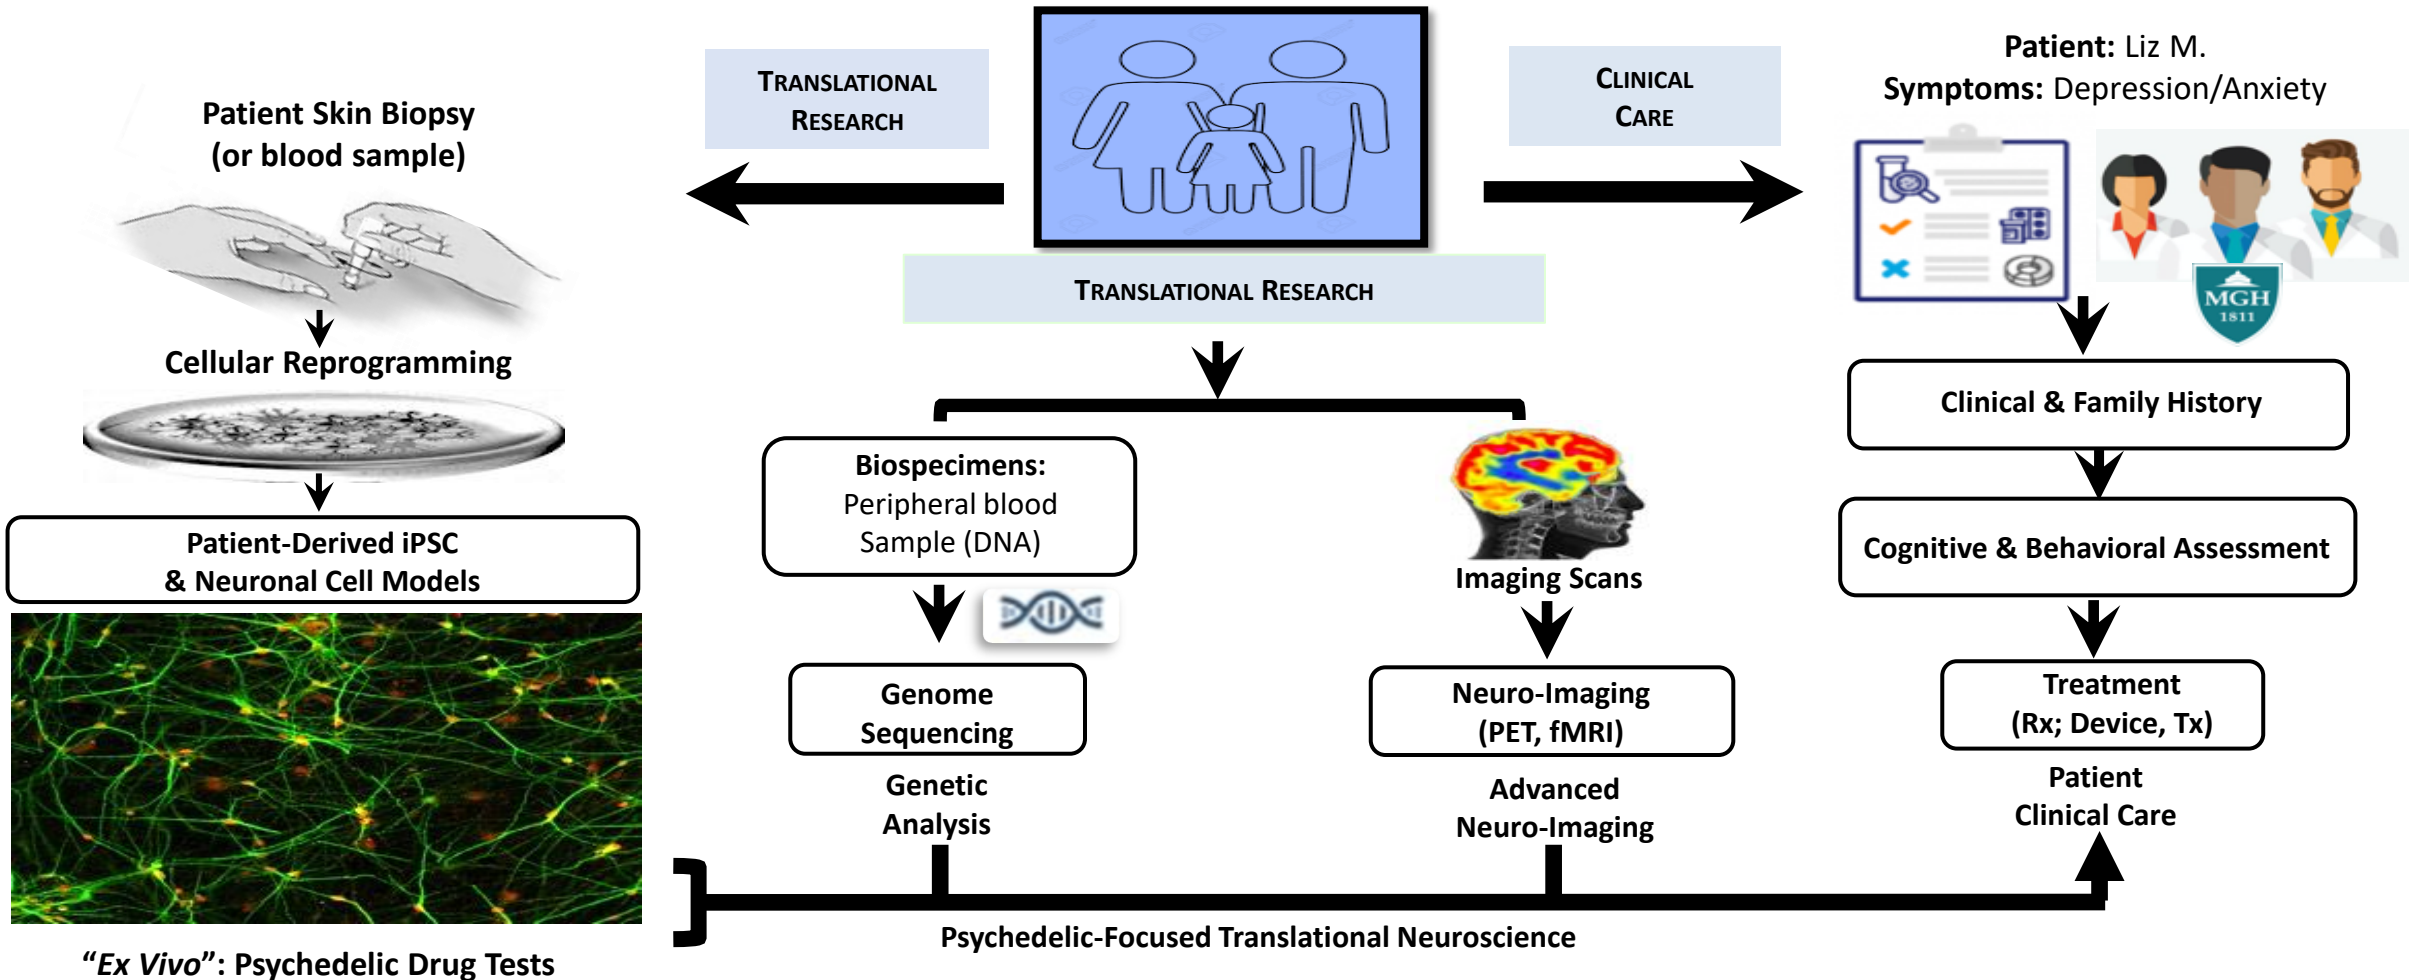 Patient Skin Biopsy
(or blood sample)
Cellular Reprogramming
Patient-Derived iPSC
& Neuronal Cell Models
“Ex Vivo”: Psychedelic Drug Tests
TRANSLATIONAL
RESEARCH
TRANSLATIONAL RESEARCH
Biospecimens:
Peripheral blood
Sample (DNA)
Genome
Sequencing
Genetic
Analysis
Imaging Scans
Neuro-Imaging
(PET, fMRI)
Advanced
Neuro-Imaging
Psychedelic-Focused Translational Neuroscience
CLINICAL
CARE
Patient: Liz M.
Symptoms: Depression/Anxiety
MGH
1811
Clinical & Family History
Cognitive & Behavioral Assessment
Treatment
(Rx; Device, Tx)
Patient
Clinical Care